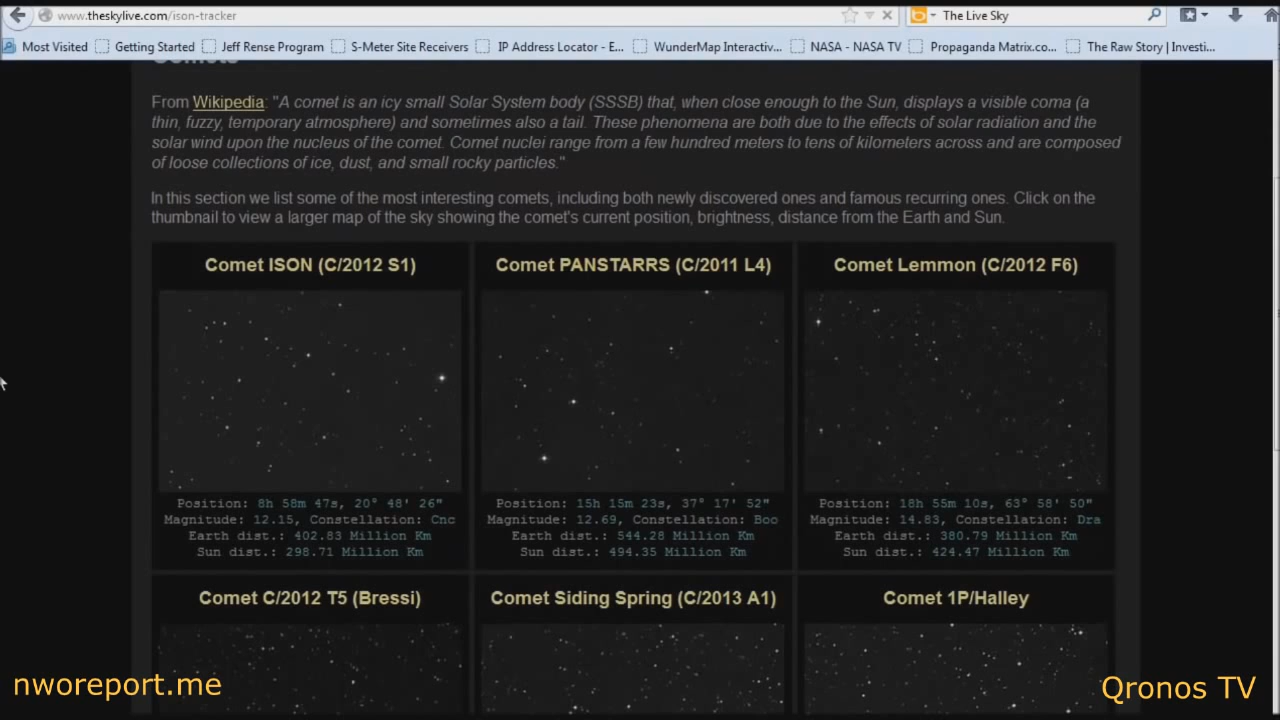 www.theskylive.com/ison-tracker
The Live Sky
Most Visited
Getting Started
Jeff Rense Program
S-Meter Site Receivers
IP Address Locator - E...
WunderMap Interactiv...
NASA - NASA TV
Propaganda Matrix.co...
The Raw Story | Investi...
Comets
From Wikipedia: "A comet is an icy small Solar System body (SSSB) that, when close enough to the Sun, displays a visible coma (a
thin, fuzzy, temporary atmosphere) and sometimes also a tail. These phenomena are both due to the effects of solar radiation and the
solar wind upon the nucleus of the comet. Comet nuclei range from a few hundred meters to tens of kilometers across and are composed
of loose collections of ice, dust, and small rocky particles."
In this section we list some of the most interesting comets, including both newly discovered ones and famous recurring ones. Click on the
thumbnail to view a larger map of the sky showing the comet's current position, brightness, distance from the Earth and Sun.
Comet ISON (C/2012 S1)
Position: 8h 58m 47s, 20° 48' 26"
Magnitude: 12.15, Constellation: Cnc
Earth dist.: 402.83 Million Km
Sun dist.: 298.71 Million Km
Comet PANSTARRS (C/2011 L4)
Position: 15h 15m 23s, 37° 17' 52"
Magnitude: 12.69, Constellation: Boo
Earth dist.: 544.28 Million Km
Sun dist.: 494.35 Million Km
Comet Lemmon (C/2012 F6)
Position: 18h 55m 10s, 63° 58' 50"
Magnitude: 14.83, Constellation: Dra
Earth dist.: 380.79 Million Km
Sun dist.: 424.47 Million Km
Comet C/2012 T5 (Bressi)
Comet Siding Spring (C/2013 A1)
Comet 1P/Halley
nworeport.me
Qronos TV